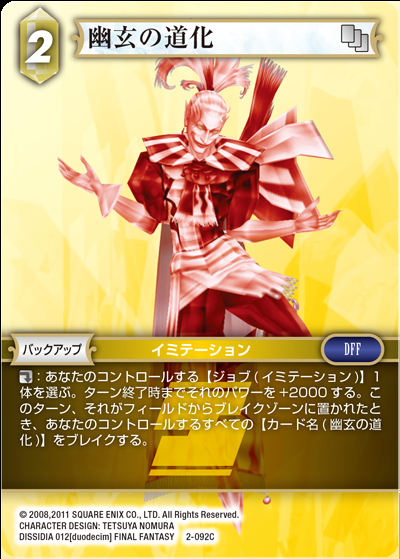 2
幽玄の道化
バックアップ
イミテーション
DFF
：あなたのコントロールする【ジョブ(イミテーション)】1
体を選ぶ。ターン終了時までそれのパワーを+2000する。こ
のターン、それがフィールドからブレイクゾーンに置かれたと
き、あなたのコントロールするすべての【カード名(幽玄の道
化)】をブレイクする。
© 2008,2011 SQUARE ENIX CO., LTD. All Rights Reserved.
CHARACTER DESIGN: TETSUYA NOMURA
DISSIDIA 012[duodecim] FINAL FANTASY 2-092C